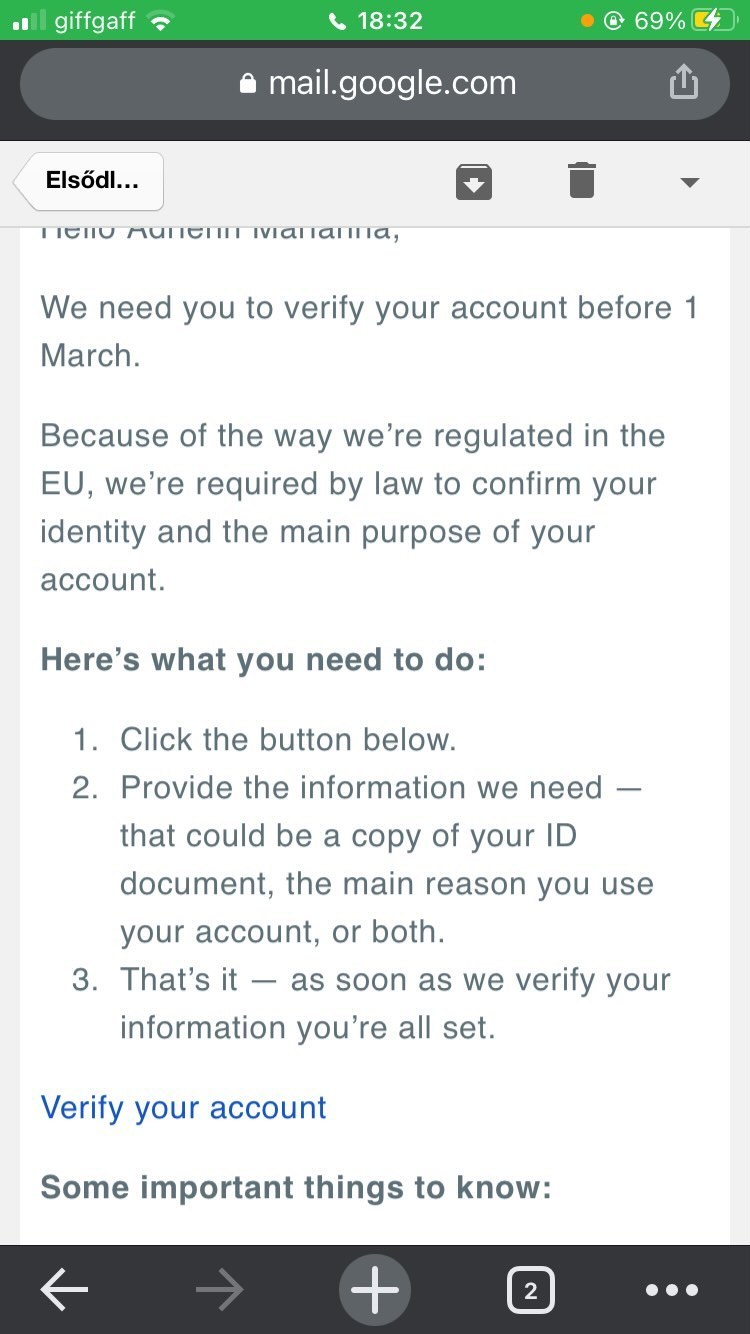 giffgaff 18:32 69%
mail.google.com
Elsődl...
We need you to verify your account before 1
March.
Because of the way we’re regulated in the
EU, we’re required by law to confirm your
identity and the main purpose of your
account.
Here’s what you need to do:
1. Click the button below.
2. Provide the information we need —
that could be a copy of your ID
document, the main reason you use
your account, or both.
3. That’s it — as soon as we verify your
information you’re all set.
Verify your account
Some important things to know:
2